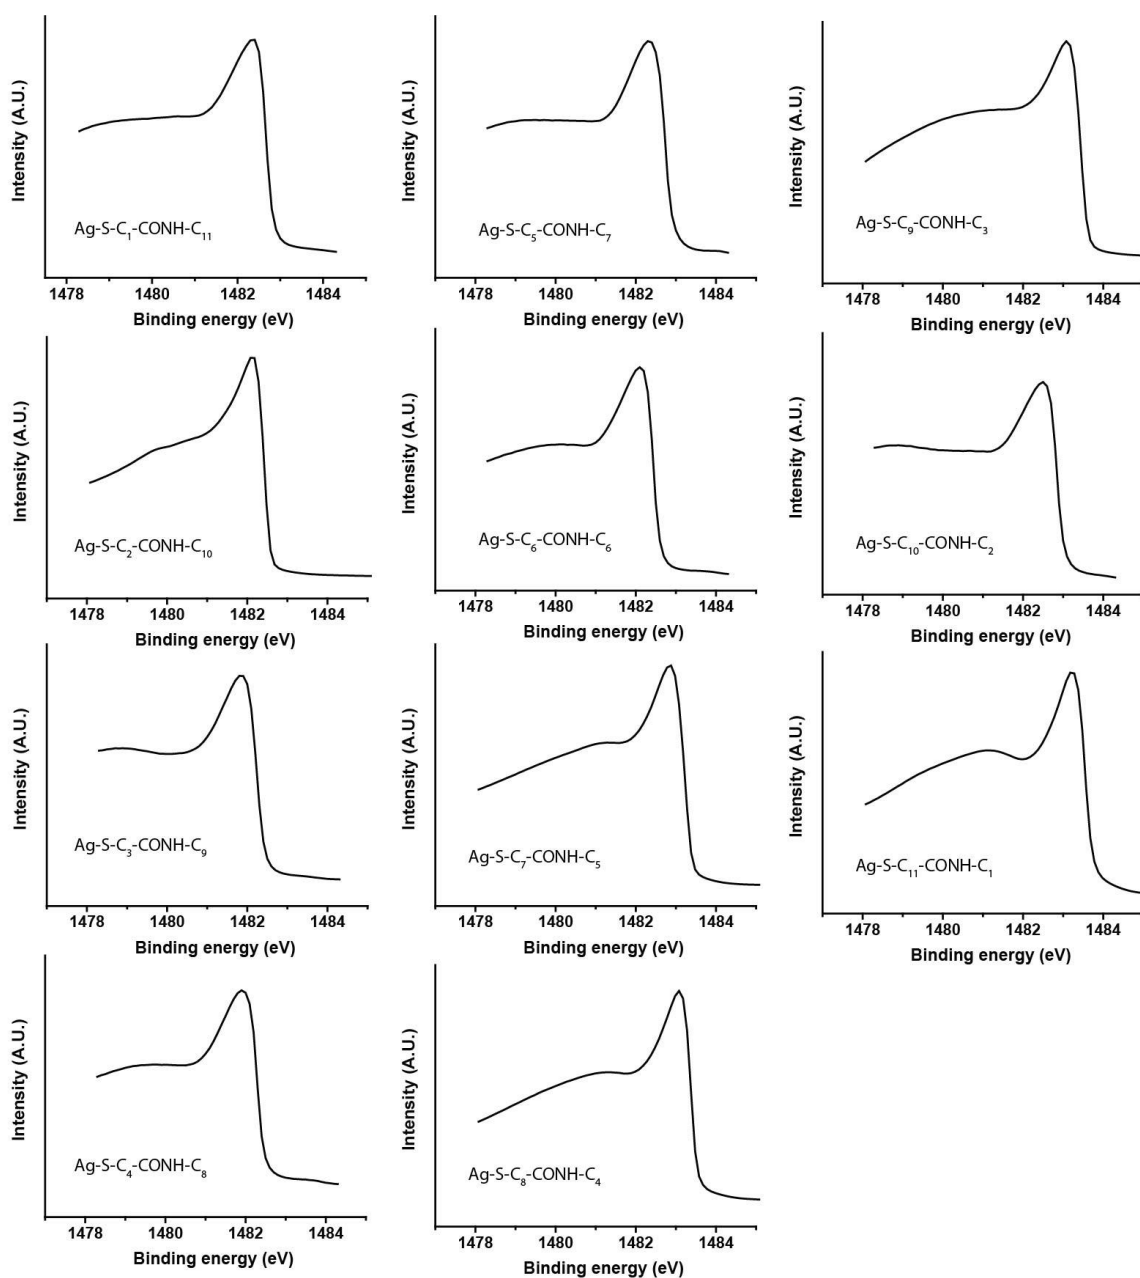 Intensity (A.U.)
Ag-S-C₁-CONH-C₁₁
1478 1480 1482 1484
Binding energy (eV)
Intensity (A.U.)
Ag-S-C₅-CONH-C₇
1478 1480 1482 1484
Binding energy (eV)
Intensity (A.U.)
Ag-S-C₉-CONH-C₃
1478 1480 1482 1484
Binding energy (eV)
Intensity (A.U.)
Ag-S-C₂-CONH-C₁₀
1478 1480 1482 1484
Binding energy (eV)
Intensity (A.U.)
Ag-S-C₆-CONH-C₆
1478 1480 1482 1484
Binding energy (eV)
Intensity (A.U.)
Ag-S-C₁₀-CONH-C₂
1478 1480 1482 1484
Binding energy (eV)
Intensity (A.U.)
Ag-S-C₃-CONH-C₉
1478 1480 1482 1484
Binding energy (eV)
Intensity (A.U.)
Ag-S-C₇-CONH-C₅
1478 1480 1482 1484
Binding energy (eV)
Intensity (A.U.)
Ag-S-C₁₁-CONH-C₁
1478 1480 1482 1484
Binding energy (eV)
Intensity (A.U.)
Ag-S-C₄-CONH-C₈
1478 1480 1482 1484
Binding energy (eV)
Intensity (A.U.)
Ag-S-C₈-CONH-C₄
1478 1480 1482 1484
Binding energy (eV)